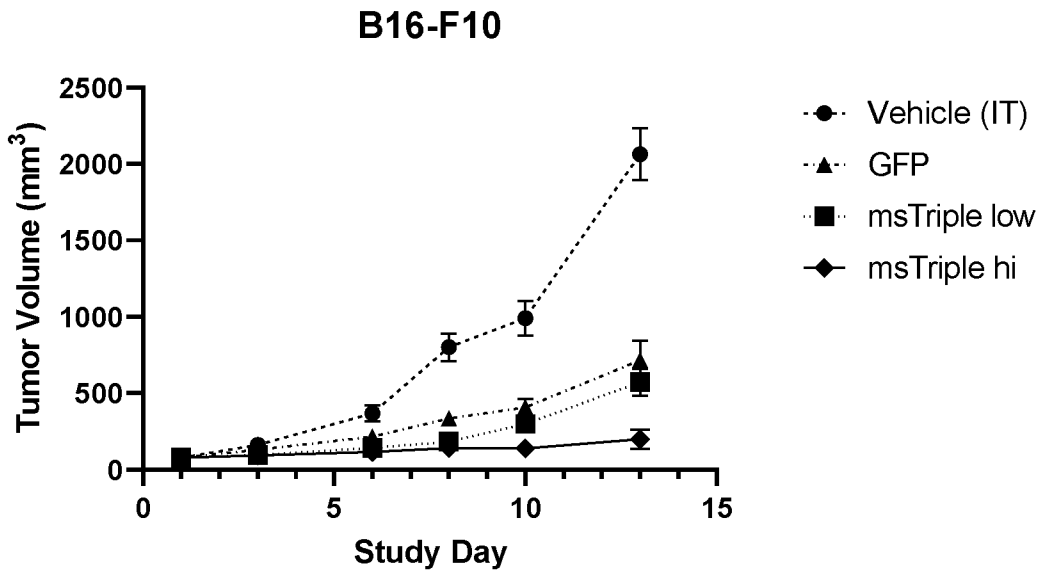 B16-F10
Tumor Volume (mm³)
2500
2000
1500
1000
500
0
0 5 10 15
Study Day
Vehicle (IT)
GFP
msTriple low
msTriple hi